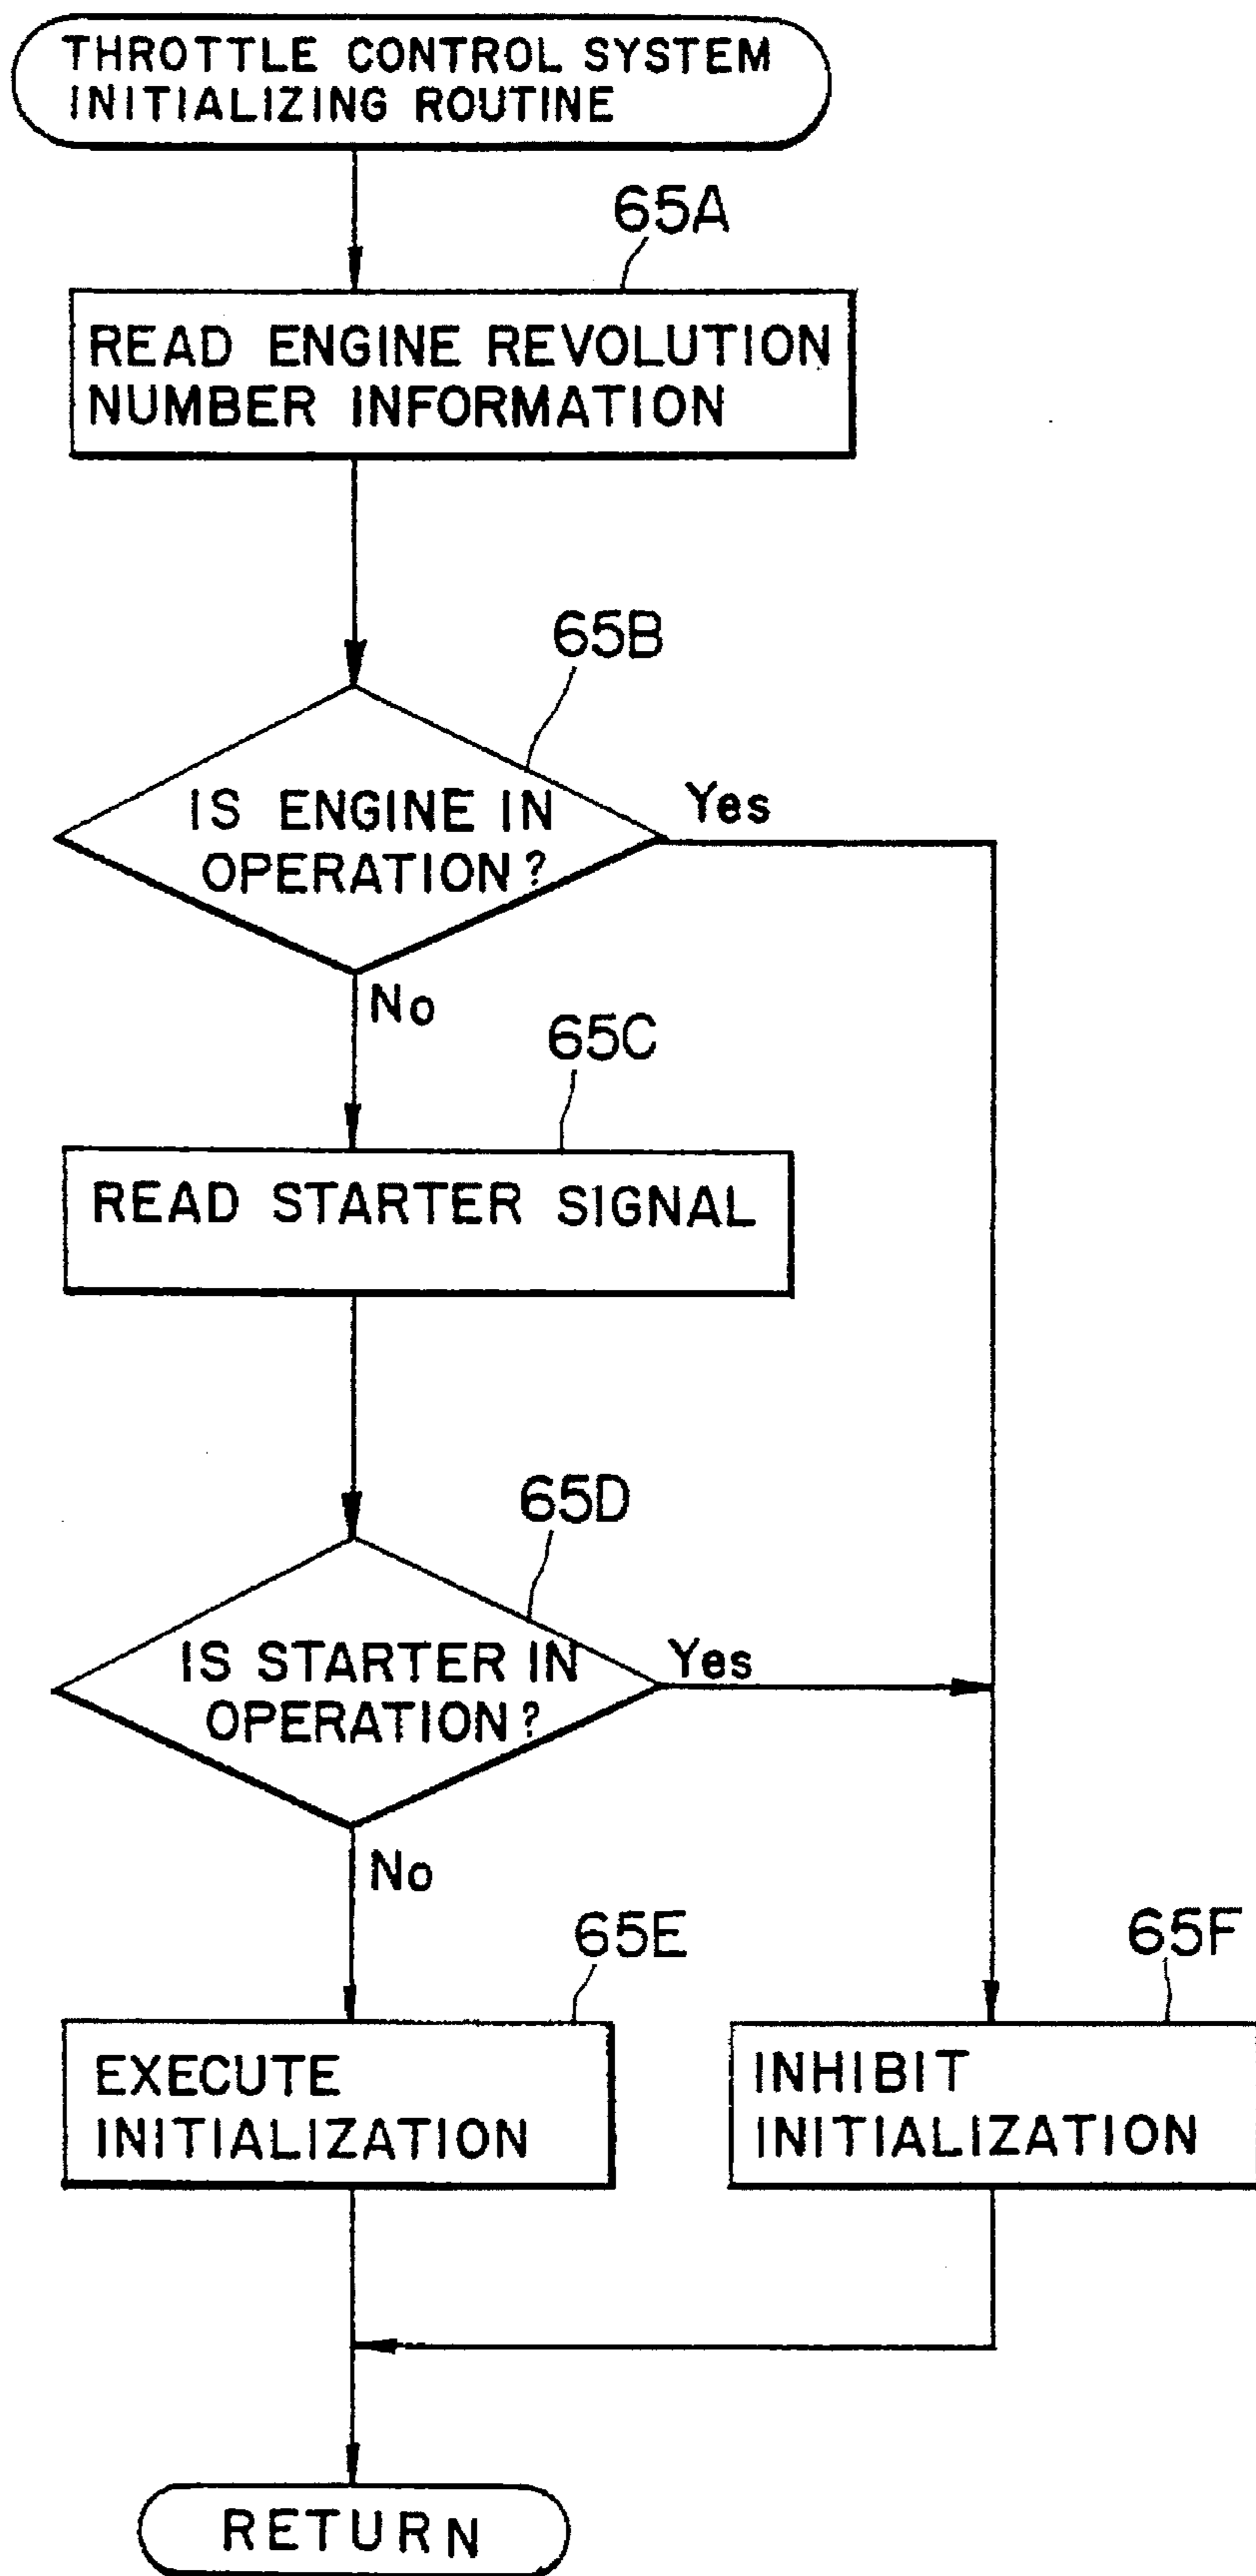 THROTTLE CONTROL SYSTEM
INITIALIZING ROUTINE
65A
READ ENGINE REVOLUTION
NUMBER INFORMATION
65B
IS ENGINE IN
OPERATION?
Yes
No
65C
READ STARTER SIGNAL
65D
IS STARTER IN
OPERATION?
Yes
No
65E
EXECUTE
INITIALIZATION
65F
INHIBIT
INITIALIZATION
RETURN